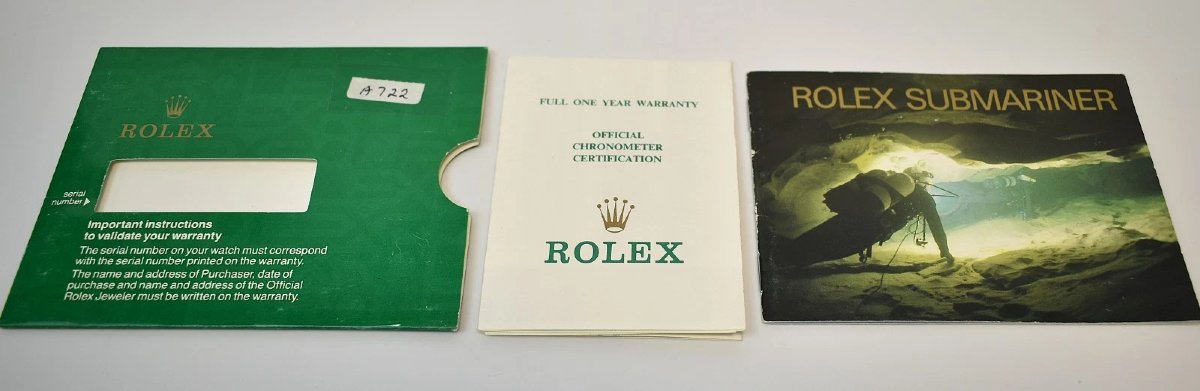 A722
ROLEX
serial
number
Important instructions
to validate your warranty
The serial number on your watch must correspond
with the serial number printed on the warranty.
The name and address of Purchaser, date of
purchase and name and address of the Official
Rolex Jeweler must be written on the warranty.
FULL ONE YEAR WARRANTY
OFFICIAL
CHRONOMETER
CERTIFICATION
ROLEX
ROLEX SUBMARINER